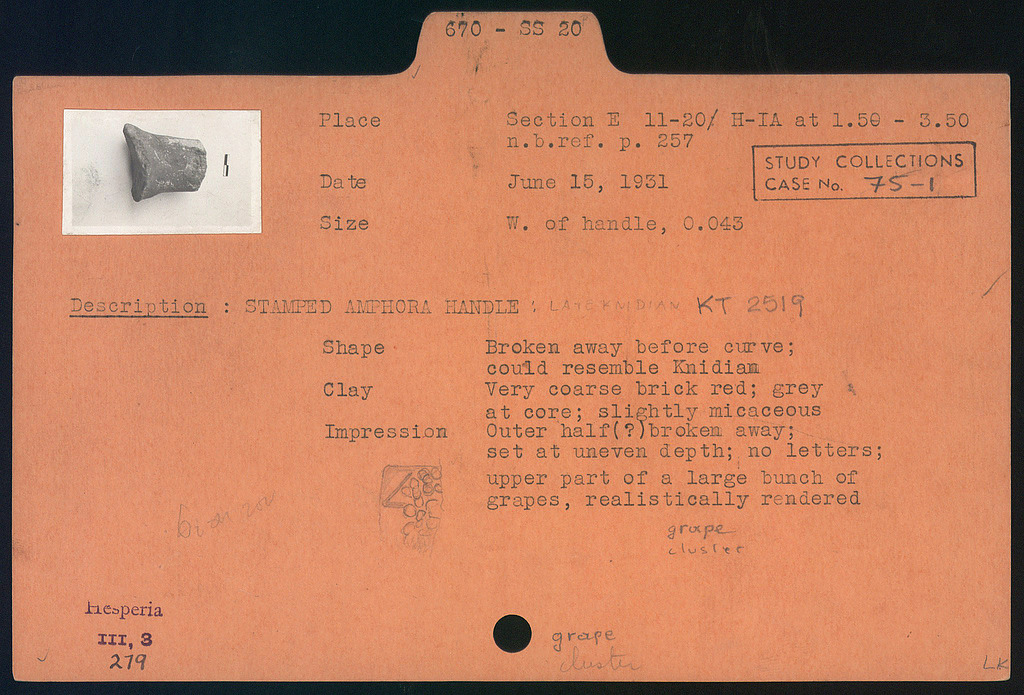 670 - SS 20
Place Section E 11-20/ H-IA at 1.50 - 3.50
n.b.ref. p. 257
STUDY COLLECTIONS
CASE No. 75-1
Date June 15, 1931
Size W. of handle, 0.043
Description : STAMPED AMPHORA HANDLE : LATE KNIDIAN KT 2519
Shape Broken away before curve;
could resemble Knidian
Clay Very coarse brick red; grey
at core; slightly micaceous
Impression Outer half(?)broken away;
set at uneven depth; no letters;
upper part of a large bunch of
grapes, realistically rendered
grape
cluster
Hesperia
III, 3
279
grape
cluster
LK